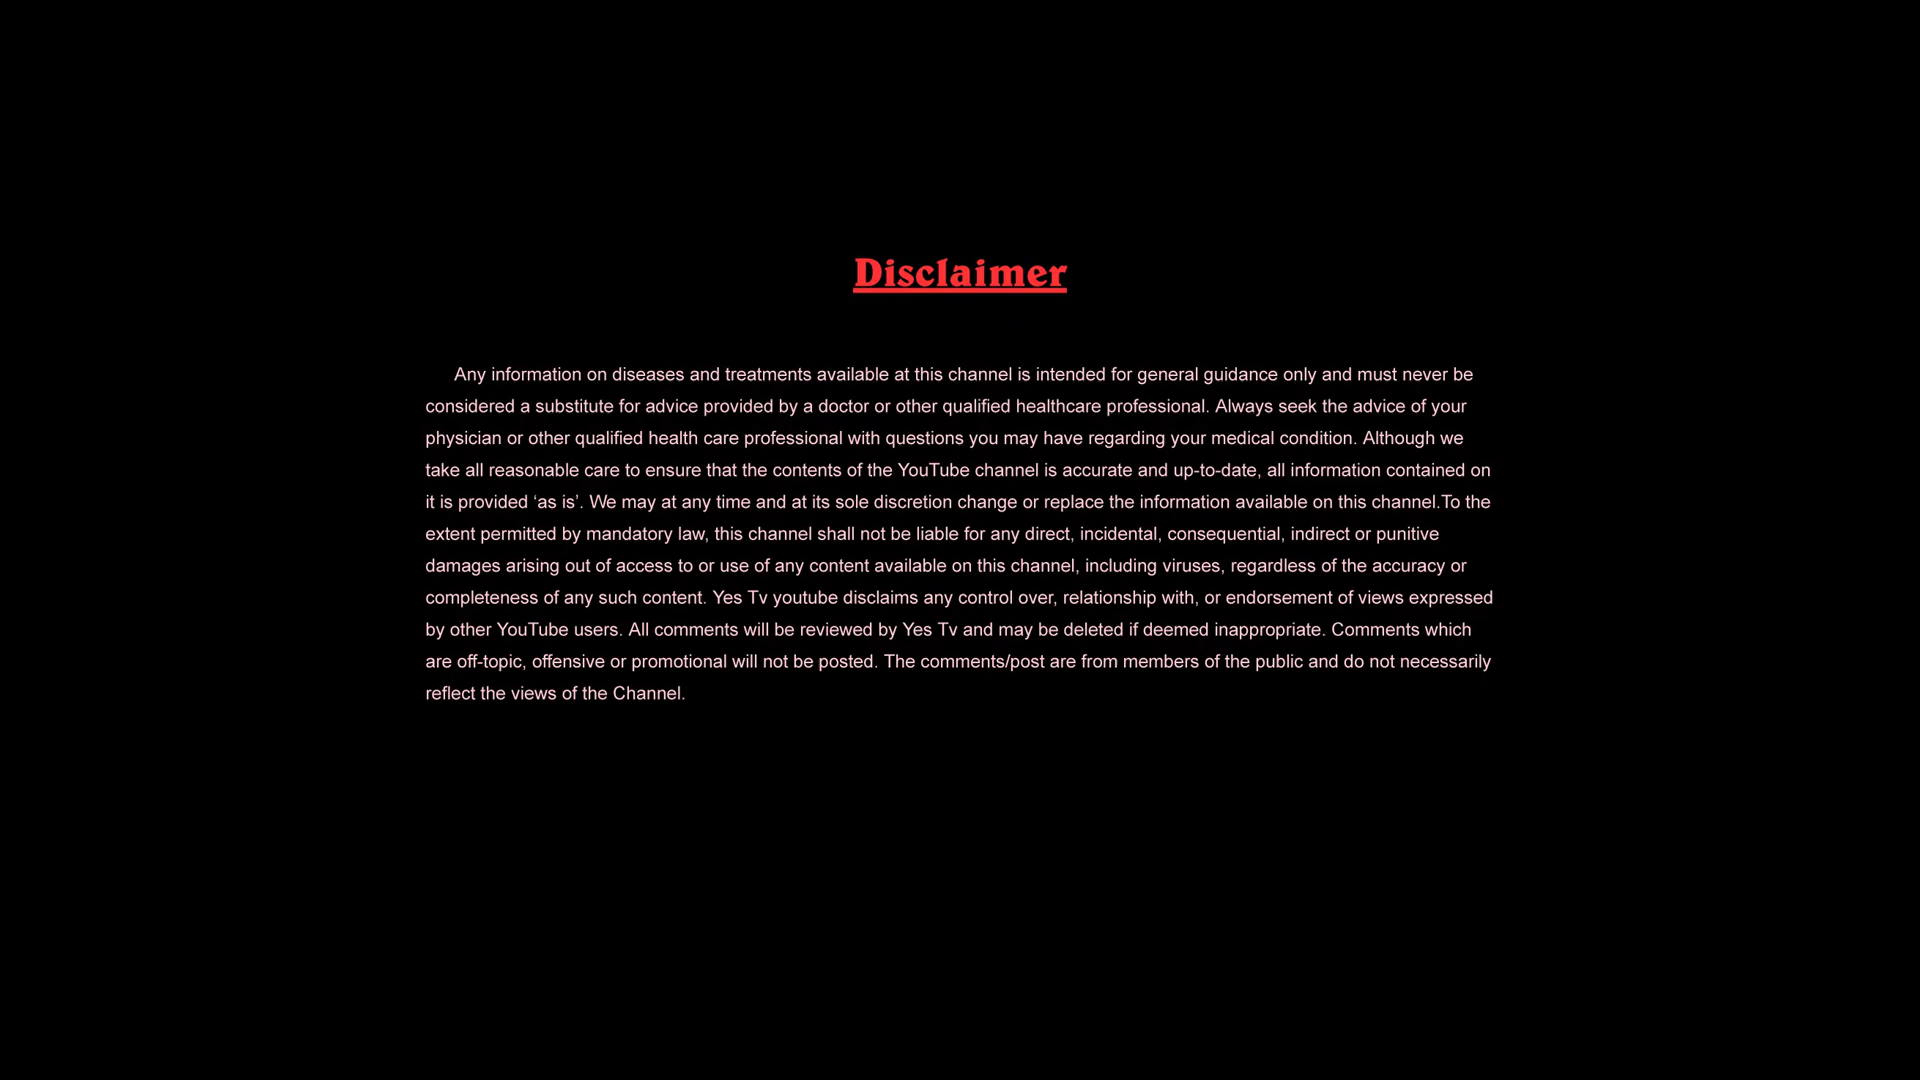 Disclaimer
Any information on diseases and treatments available at this channel is intended for general guidance only and must never be
considered a substitute for advice provided by a doctor or other qualified healthcare professional. Always seek the advice of your
physician or other qualified health care professional with questions you may have regarding your medical condition. Although we
take all reasonable care to ensure that the contents of the YouTube channel is accurate and up-to-date, all information contained on
it is provided ‘as is’. We may at any time and at its sole discretion change or replace the information available on this channel.To the
extent permitted by mandatory law, this channel shall not be liable for any direct, incidental, consequential, indirect or punitive
damages arising out of access to or use of any content available on this channel, including viruses, regardless of the accuracy or
completeness of any such content. Yes Tv youtube disclaims any control over, relationship with, or endorsement of views expressed
by other YouTube users. All comments will be reviewed by Yes Tv and may be deleted if deemed inappropriate. Comments which
are off-topic, offensive or promotional will not be posted. The comments/post are from members of the public and do not necessarily
reflect the views of the Channel.